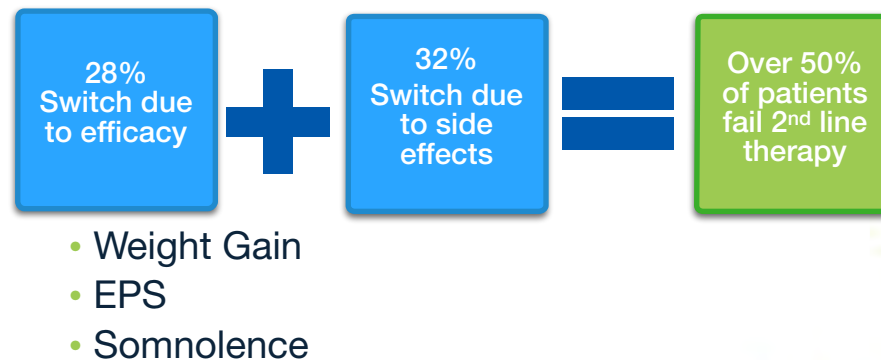 28%
Switch due
to efficacy
32%
Switch due
to side
effects
Over 50%
of patients
fail 2nd line
therapy
• Weight Gain
• EPS
• Somnolence